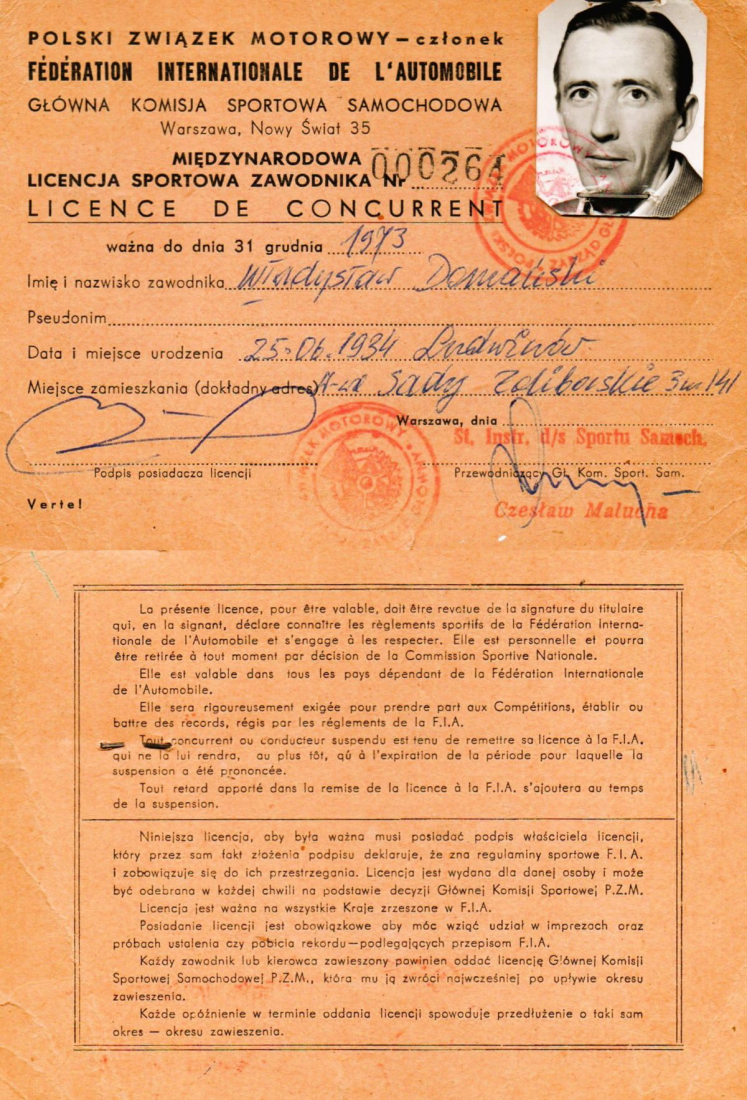 POLSKI ZWIĄZEK MOTOROWY — członek
FÉDÉRATION INTERNATIONALE DE L'AUTOMOBILE
GŁÓWNA KOMISJA SPORTOWA SAMOCHODOWA
Warszawa, Nowy Świat 35
MIĘDZYNARODOWA
LICENCJA SPORTOWA ZAWODNIKA Nr 000264
LICENCE DE CONCURRENT
ważna do dnia 31 grudnia 1973
Imię i nazwisko zawodnika Władysław Domański
Pseudonim
Data i miejsce urodzenia 25.06.1934 Ludwinów
Miejsce zamieszkania (dokładny adres) W-wa Sady Żoliborskie 3 m 141
Warszawa, dnia
St. Instr. d/s Sportu Samoch.
Podpis posiadacza licencji
Przewodniczący Gł. Kom. Sport. Sam.
Verte!
Czesław Małucha
La présente licence, pour être valable, doit être revotue de la signature du titulaire
qui, en la signant, déclare connaître les règlements sportifs de la Fédération Interna-
tionale de l'Automobile et s'engage à les respecter. Elle est personnelle et pourra
être retirée à tout moment par décision de la Commission Sportive Nationale.
Elle est valable dans tous les pays dépendant de la Fédération Internationale
de l'Automobile.
Elle sera rigoureusement exigée pour prendre part aux Compétitions, établir ou
battre des records, régis par les réglements de la F.I.A.
Tout concurrent ou conducteur suspendu est tenu de remettre sa licence à la F.I.A.
qui ne la lui rendra, au plus tôt, qú à l'expiration de la période pour laquelle la
suspension a été prononcée.
Tout retard apporté dans la remise de la licence à la F.I.A. s'ajoutera au temps
de la suspension.
Niniejsza licencja, aby była ważna musi posiadać podpis właściciela licencji,
który przez sam fakt złożenia podpisu deklaruje, że zna regulaminy sportowe F.I.A.
i zobowiązuje się do ich przestrzegania. Licencja jest wydana dla danej osoby i może
być odebrana w każdej chwili na podstawie decyzji Głównej Komisji Sportowej P.Z.M.
Licencja jest ważna na wszystkie Kraje zrzeszone w F.I.A.
Posiadanie licencji jest obowiązkowe aby móc wziąć udział w imprezach oraz
próbach ustalenia czy pobicia rekordu—podlegających przepisom F.I.A.
Każdy zawodnik lub kierowca zawieszony powinien oddać licencję Głównej Komisji
Sportowej Samochodowej P.Z.M., która mu ją zwróci najwcześniej po upływie okresu
zawieszenia.
Każde opóźnienie w terminie oddania licencji spowoduje przedłużenie o taki sam
okres — okresu zawieszenia.